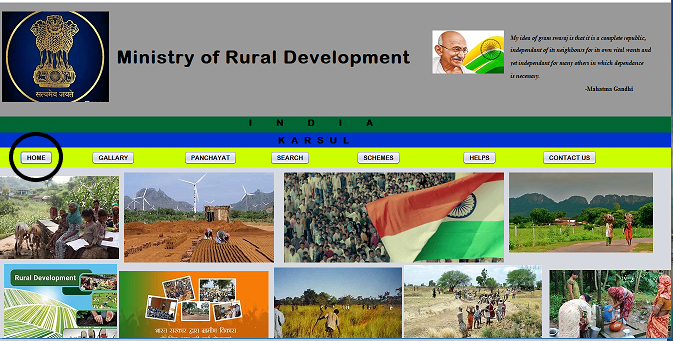 सत्यमेव जयते
Ministry of Rural Development
My idea of gram swaraj is that it is a complete republic,
independent of its neighbours for its own vital wants and
yet independent for many others in which dependence
is necessary.
-Mahatma Gandhi
I N D I A
K A R S U L
HOME
GALLARY
PANCHAYAT
SEARCH
SCHEMES
HELPS
CONTACT US
Rural Development
भारत सरकार द्वारा ग्रामीण विकास